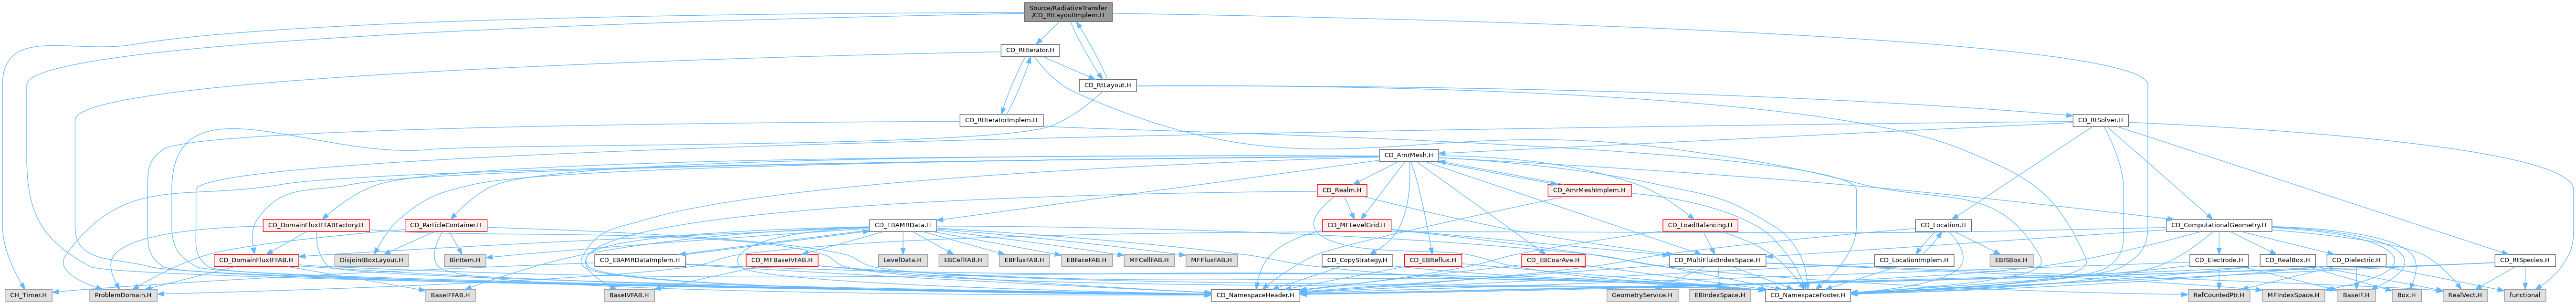 Source/RadiativeTransfer
/CD_RtLayoutImplem.H
CD_RtIterator.H
CD_RtLayout.H
CD_RtIteratorImplem.H
CD_RtSolver.H
CD_AmrMesh.H
CD_Realm.H
CD_AmrMeshImplem.H
CD_DomainFluxIFFABFactory.H
CD_ParticleContainer.H
CD_EBAMRData.H
CD_MFLevelGrid.H
CD_LoadBalancing.H
CD_Location.H
CD_ComputationalGeometry.H
CD_DomainFluxIFFAB.H
DisjointBoxLayout.H
BinItem.H
CD_EBAMRDataImplem.H
CD_MFBaseIVFAB.H
LevelData.H
EBCellFAB.H
EBFluxFAB.H
EBFaceFAB.H
MFCellFAB.H
MFFluxFAB.H
CD_CopyStrategy.H
CD_EBReflux.H
CD_EBCoarAve.H
CD_MultiFluidIndexSpace.H
CD_LocationImplem.H
EBISBox.H
CD_Electrode.H
CD_RealBox.H
CD_Dielectric.H
CD_RtSpecies.H
CH_Timer.H
ProblemDomain.H
BaseIFFAB.H
CD_NamespaceHeader.H
BaseIVFAB.H
GeometryService.H
EBIndexSpace.H
CD_NamespaceFooter.H
RefCountedPtr.H
MFIndexSpace.H
BaseIF.H
Box.H
RealVect.H
functional